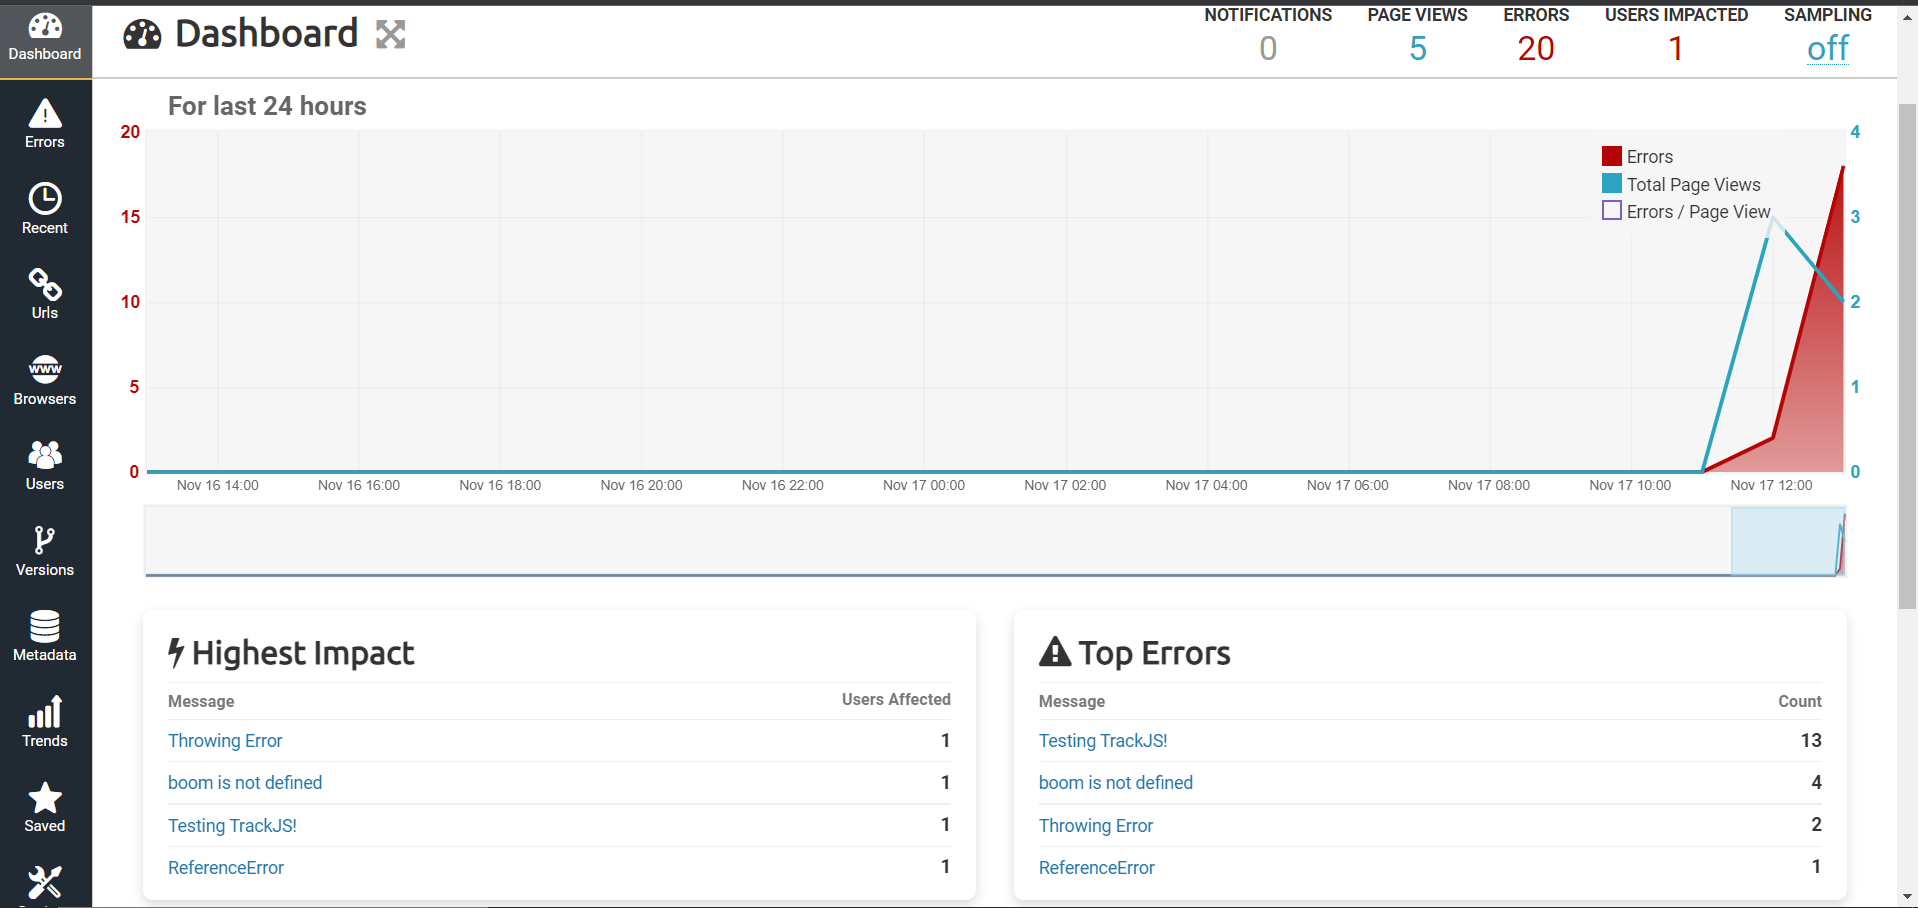 Dashboard
Errors
Recent
Urls
www
Browsers
Users
Versions
Metadata
Trends
Saved
Dashboard
NOTIFICATIONS
0
PAGE VIEWS
5
ERRORS
20
USERS IMPACTED
1
SAMPLING
off
For last 24 hours
20
15
10
5
0
4
3
2
1
0
Errors
Total Page Views
Errors / Page View
Nov 16 14:00 Nov 16 16:00 Nov 16 18:00 Nov 16 20:00 Nov 16 22:00 Nov 17 00:00 Nov 17 02:00 Nov 17 04:00 Nov 17 06:00 Nov 17 08:00 Nov 17 10:00 Nov 17 12:00
Highest Impact
Message Users Affected
Throwing Error 1
boom is not defined 1
Testing TrackJS! 1
ReferenceError 1
Top Errors
Message Count
Testing TrackJS! 13
boom is not defined 4
Throwing Error 2
ReferenceError 1